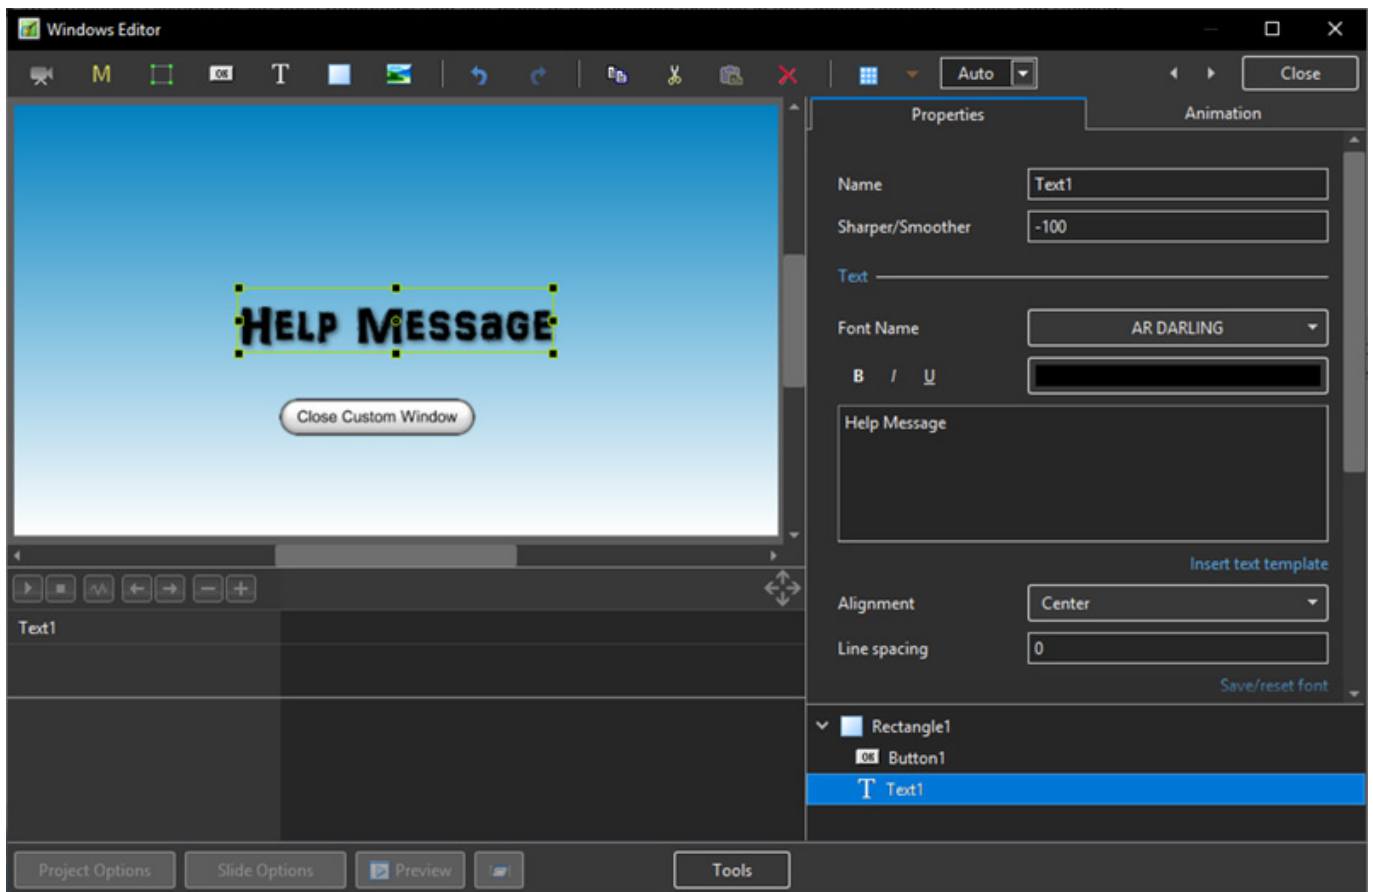 Windows Editor
M OK T Auto Close
Properties Animation
Name Text1
Sharper/Smoother -100
Text
Font Name AR DARLING
B I U
Help Message
Insert text template
Alignment Center
Line spacing 0
Save/reset font
Help Message
Close Custom Window
Text1
Rectangle1
OK Button1
T Text1
Project Options Slide Options Preview Tools